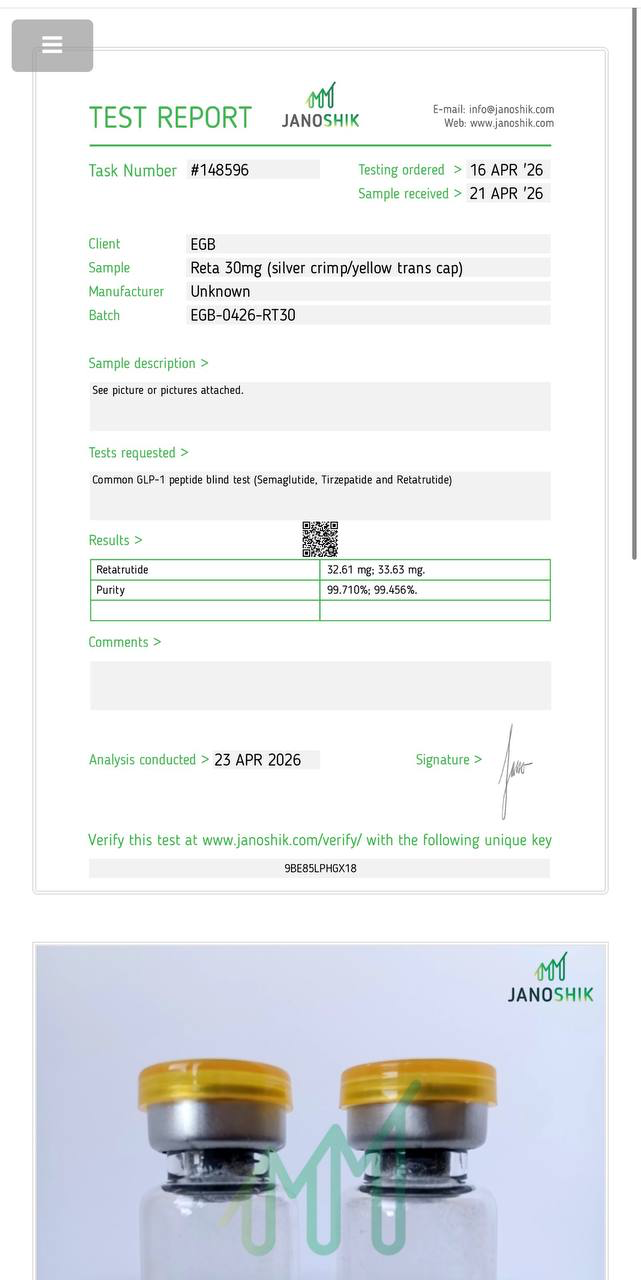 TEST REPORT
JANOSHIK
E-mail: info@janoshik.com
Web: www.janoshik.com
Task Number #148596
Testing ordered > 16 APR '26
Sample received > 21 APR '26
Client EGB
Sample Reta 30mg (silver crimp/yellow trans cap)
Manufacturer Unknown
Batch EGB-0426-RT30
Sample description >
See picture or pictures attached.
Tests requested >
Common GLP-1 peptide blind test (Semaglutide, Tirzepatide and Retatrutide)
Results >
Retatrutide 32.61 mg; 33.63 mg.
Purity 99.710%; 99.456%.
Comments >
Analysis conducted > 23 APR 2026
Signature >
Verify this test at www.janoshik.com/verify/ with the following unique key
9BE85LPHGX18
JANOSHIK